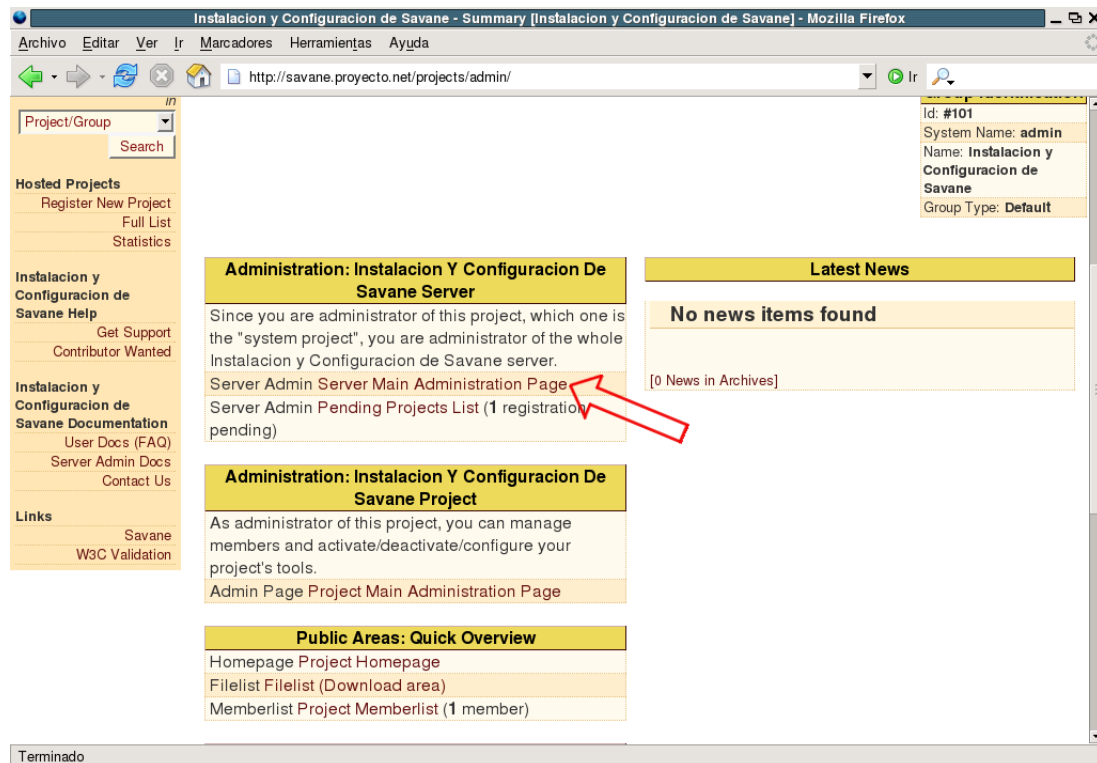 Instalacion y Configuracion de Savane - Summary [Instalacion y Configuracion de Savane] - Mozilla Firefox
Archivo Editar Ver Ir Marcadores Herramientas Ayuda
http://savane.proyecto.net/projects/admin/
Ir
in
Project/Group
Search
Hosted Projects
Register New Project
Full List
Statistics
Instalacion y
Configuracion de
Savane Help
Get Support
Contributor Wanted
Instalacion y
Configuracion de
Savane Documentation
User Docs (FAQ)
Server Admin Docs
Contact Us
Links
Savane
W3C Validation
Administration: Instalacion Y Configuracion De
Savane Server
Since you are administrator of this project, which one is
the "system project", you are administrator of the whole
Instalacion y Configuracion de Savane server.
Server Admin Server Main Administration Page
Server Admin Pending Projects List (1 registration
pending)
Administration: Instalacion Y Configuracion De
Savane Project
As administrator of this project, you can manage
members and activate/deactivate/configure your
project's tools.
Admin Page Project Main Administration Page
Public Areas: Quick Overview
Homepage Project Homepage
Filelist Filelist (Download area)
Memberlist Project Memberlist (1 member)
Group Identification
Id: #101
System Name: admin
Name: Instalacion y
Configuracion de
Savane
Group Type: Default
Latest News
No news items found
[0 News in Archives]
Terminado